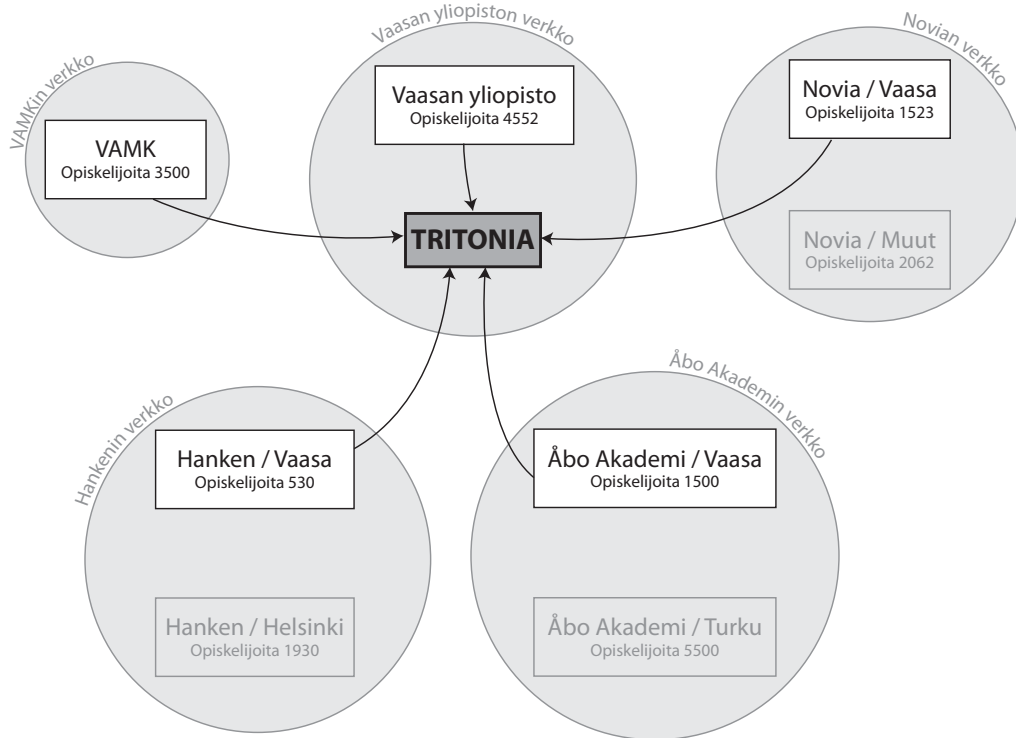 VAMKin verkko
VAMK
Opiskelijoita 3500
Vaasan yliopiston verkko
Vaasan yliopisto
Opiskelijoita 4552
TRITONIA
Novian verkko
Novia / Vaasa
Opiskelijoita 1523
Novia / Muut
Opiskelijoita 2062
Hankenin verkko
Hanken / Vaasa
Opiskelijoita 530
Hanken / Helsinki
Opiskelijoita 1930
Åbo Akademin verkko
Åbo Akademi / Vaasa
Opiskelijoita 1500
Åbo Akademi / Turku
Opiskelijoita 5500